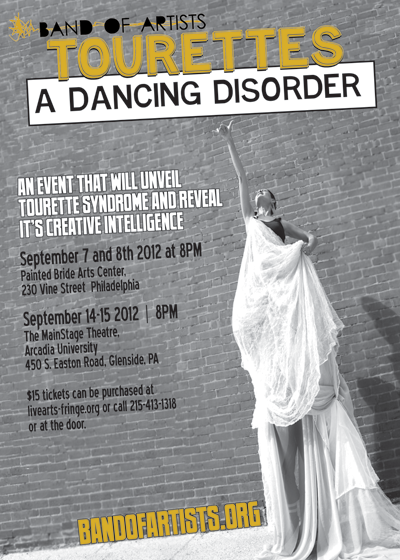 BAND OF ARTISTS
TOURETTES
A DANCING DISORDER
AN EVENT THAT WILL UNVEIL
TOURETTE SYNDROME AND REVEAL
IT'S CREATIVE INTELLIGENCE
September 7 and 8th 2012 at 8PM
Painted Bride Arts Center,
230 Vine Street Philadelphia
September 14-15 2012 | 8PM
The MainStage Theatre,
Arcadia University
450 S. Easton Road, Glenside, PA
$15 tickets can be purchased at
livearts-fringe.org or call 215-413-1318
or at the door.
BANDOFARTISTS.ORG